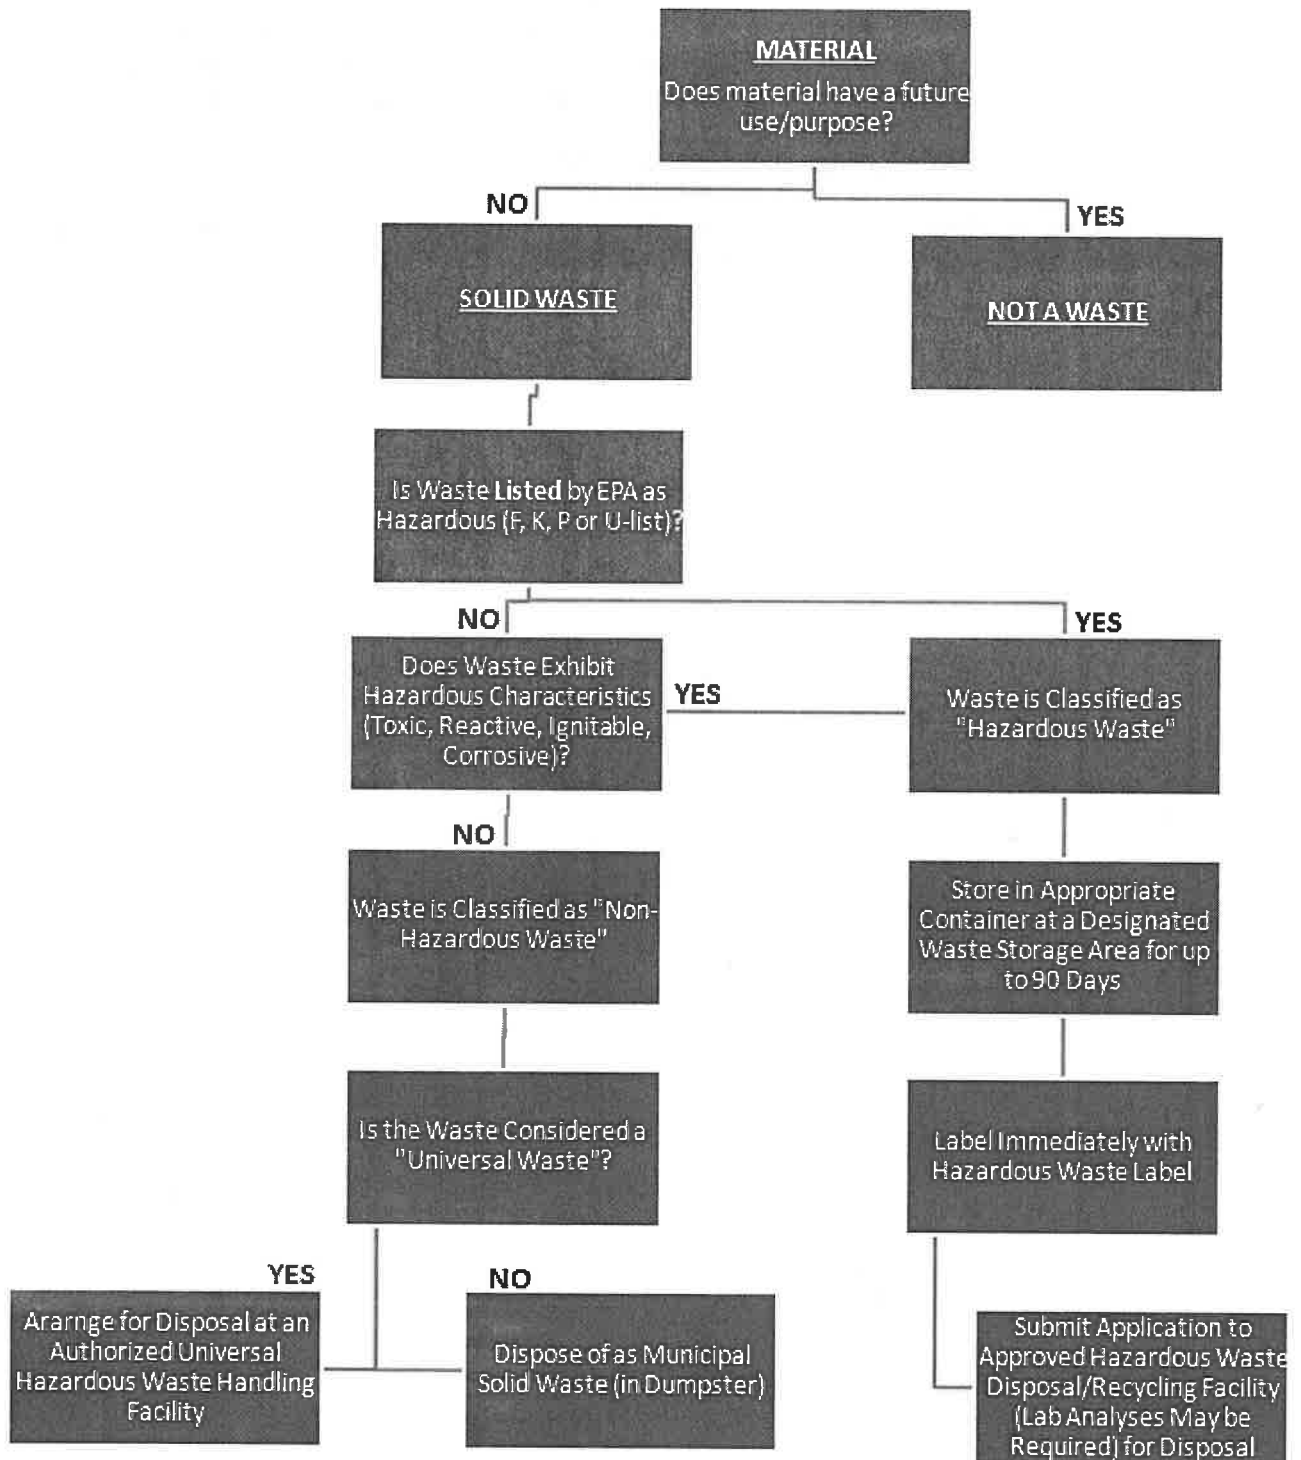 MATERIAL
Does material have a future
use/purpose?
NO
YES
SOLID WASTE
NOT A WASTE
Is Waste Listed by EPA as
Hazardous (F, K, P or U-list)?
NO
YES
Does Waste Exhibit
Hazardous Characteristics
(Toxic, Reactive, Ignitable,
Corrosive)?
YES
Waste is Classified as
"Hazardous Waste"
NO
Waste is Classified as "Non-
Hazardous Waste"
Store in Appropriate
Container at a Designated
Waste Storage Area for up
to 90 Days
Is the Waste Considered a
"Universal Waste"?
Label Immediately with
Hazardous Waste Label
YES
NO
Ararnge for Disposal at an
Authorized Universal
Hazardous Waste Handling
Facility
Dispose of as Municipal
Solid Waste (in Dumpster)
Submit Application to
Approved Hazardous Waste
Disposal/Recycling Facility
(Lab Analyses May be
Required) for Disposal